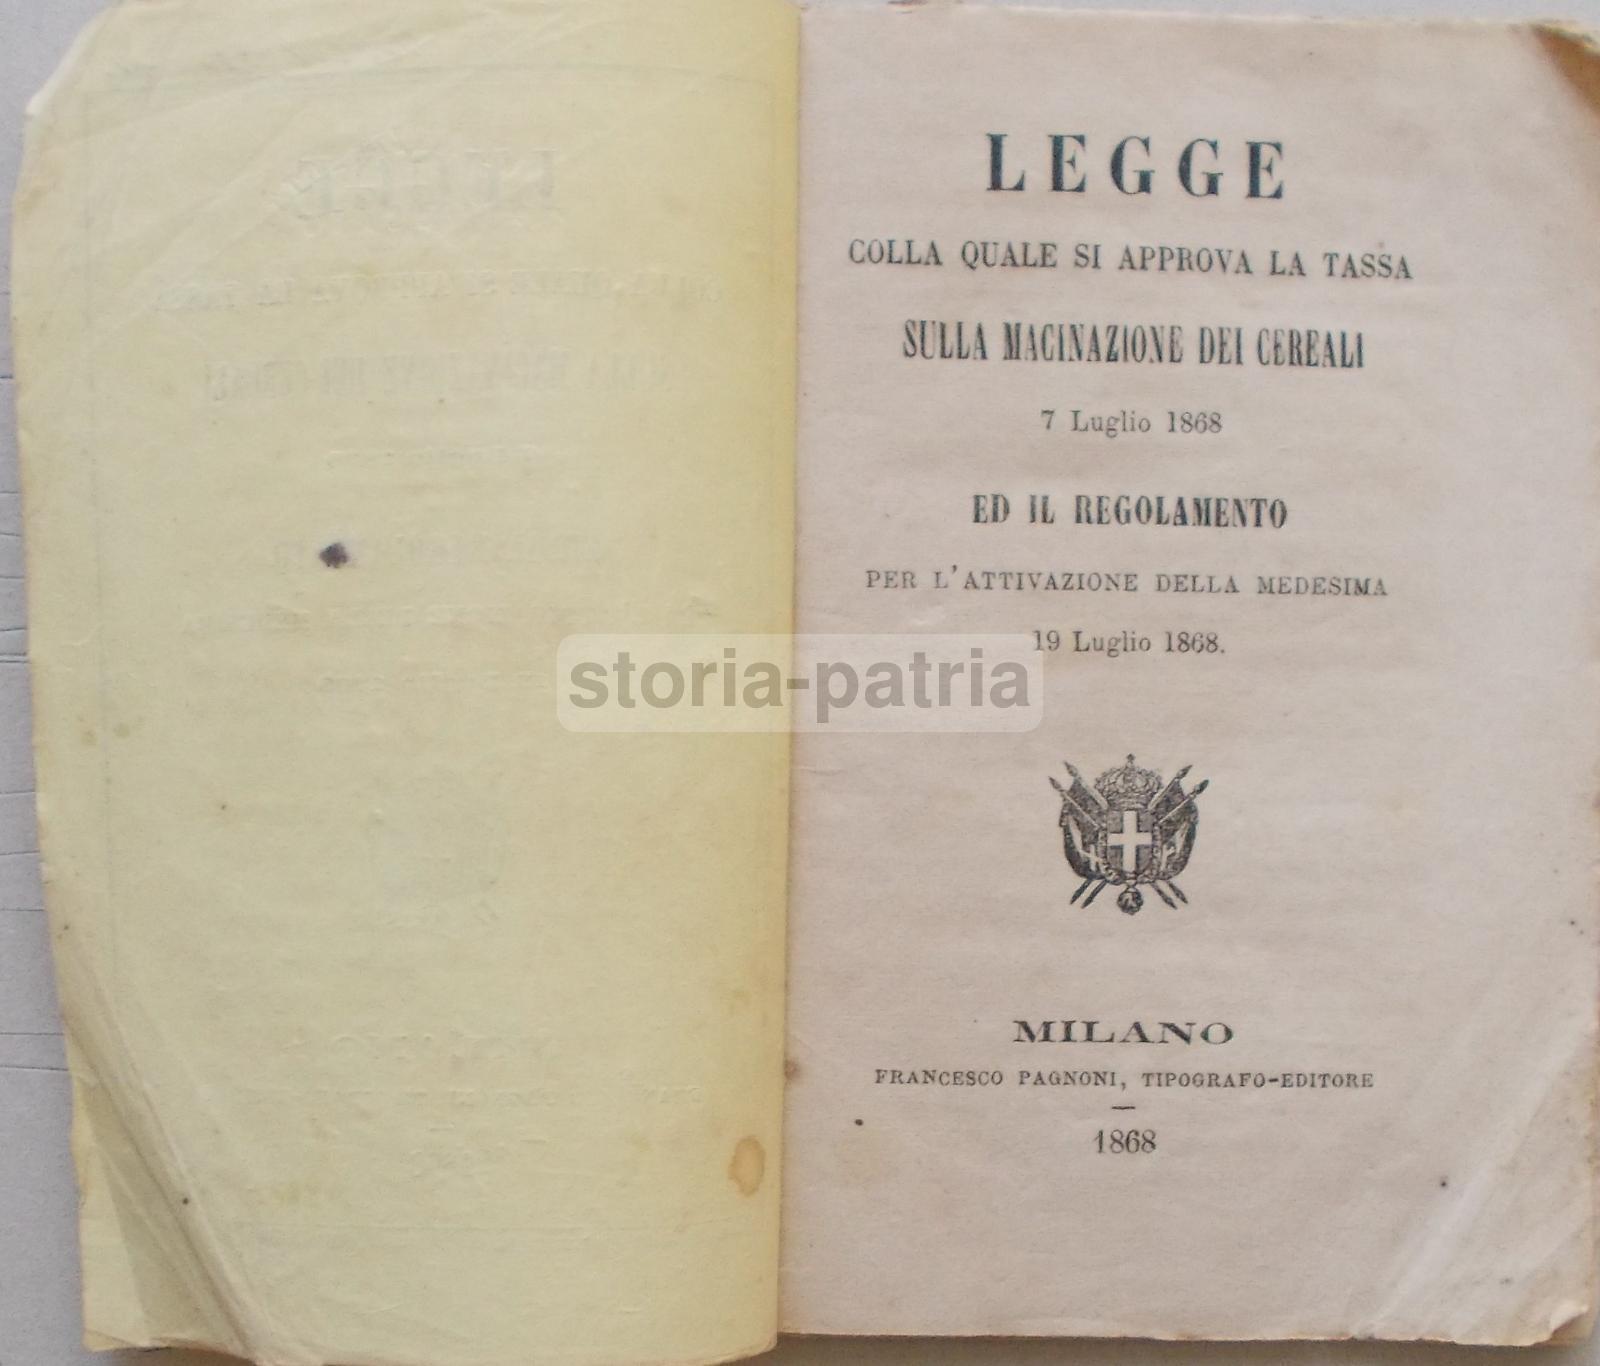 LEGGE
COLLA QUALE SI APPROVA LA TASSA
SULLA MACINAZIONE DEI CEREALI
7 Luglio 1868
ED IL REGOLAMENTO
PER L'ATTIVAZIONE DELLA MEDESIMA
19 Luglio 1868.
storia-patria
MILANO
FRANCESCO PAGNONI, TIPOGRAFO-EDITORE
1868